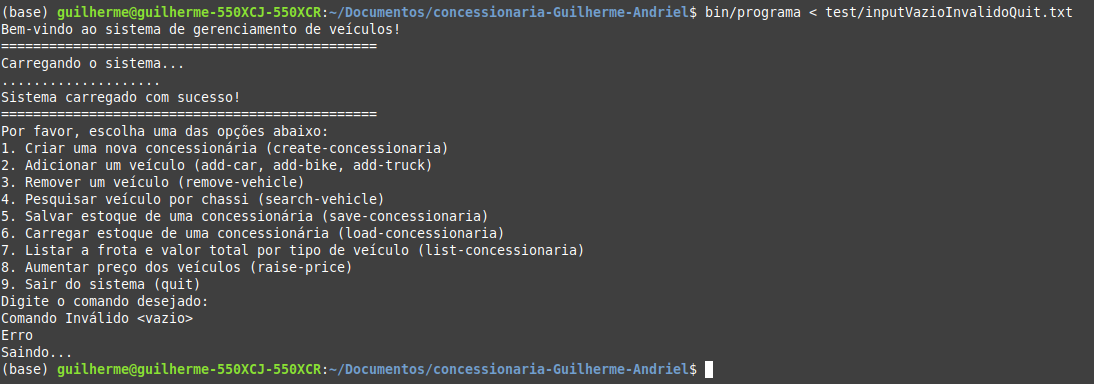 (base) guilherme@guilherme-550XCJ-550XCR:~/Documentos/concessionaria-Guilherme-Andriel$ bin/programa < test/inputVazioInvalidoQuit.txt
Bem-vindo ao sistema de gerenciamento de veículos!
===============================================
Carregando o sistema...
....................
Sistema carregado com sucesso!
===============================================
Por favor, escolha uma das opções abaixo:
1. Criar uma nova concessionária (create-concessionaria)
2. Adicionar um veículo (add-car, add-bike, add-truck)
3. Remover um veículo (remove-vehicle)
4. Pesquisar veículo por chassi (search-vehicle)
5. Salvar estoque de uma concessionária (save-concessionaria)
6. Carregar estoque de uma concessionária (load-concessionaria)
7. Listar a frota e valor total por tipo de veículo (list-concessionaria)
8. Aumentar preço dos veículos (raise-price)
9. Sair do sistema (quit)
Digite o comando desejado:
Comando Inválido <vazio>
Erro
Saindo...
(base) guilherme@guilherme-550XCJ-550XCR:~/Documentos/concessionaria-Guilherme-Andriel$